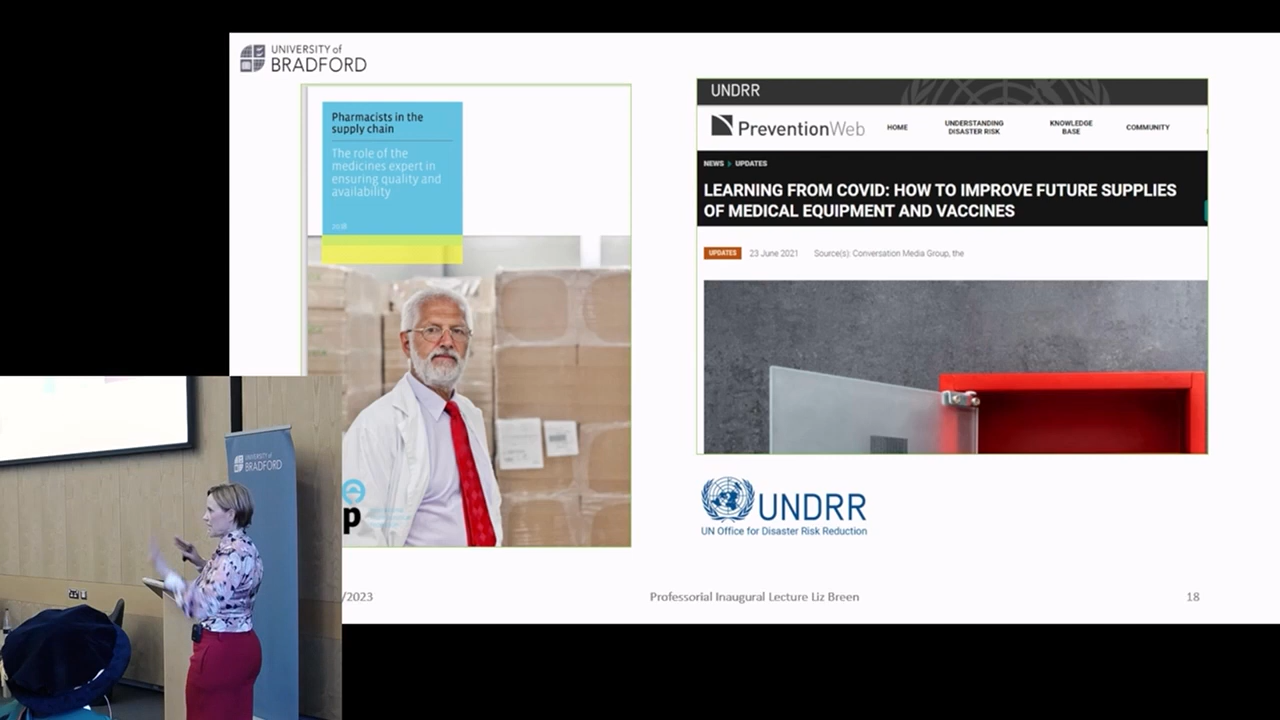 UNIVERSITY of
BRADFORD
Pharmacists in the
supply chain
The role of the
medicines expert in
ensuring quality and
availability
2018
p
UNDRR
PreventionWeb
HOME
UNDERSTANDING
DISASTER RISK
KNOWLEDGE
BASE
COMMUNITY
NEWS > UPDATES
LEARNING FROM COVID: HOW TO IMPROVE FUTURE SUPPLIES
OF MEDICAL EQUIPMENT AND VACCINES
UPDATES 23 June 2021 Source(s): Conversation Media Group, the
UNDRR
UN Office for Disaster Risk Reduction
UNIVERSITY of
BRADFORD
/2023
Professorial Inaugural Lecture Liz Breen
18